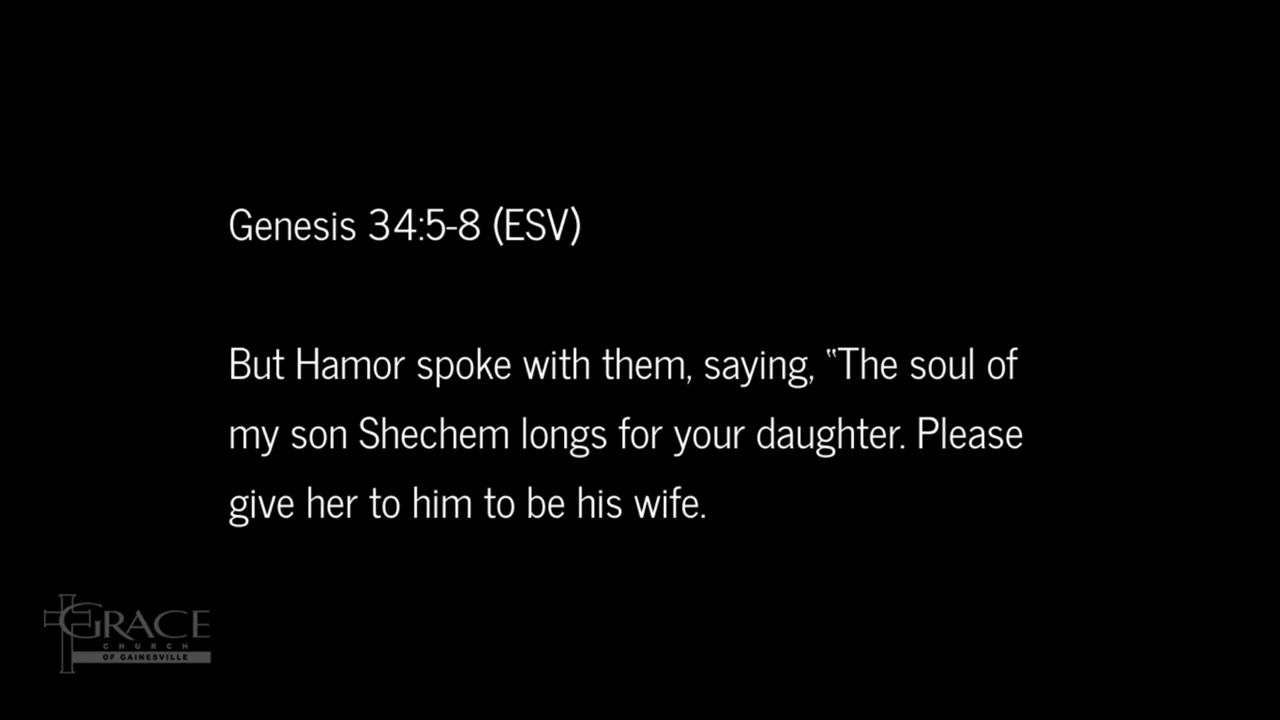 Genesis 34:5-8 (ESV)
But Hamor spoke with them, saying, “The soul of
my son Shechem longs for your daughter. Please
give her to him to be his wife.
GRACE
CHURCH
OF GAINESVILLE